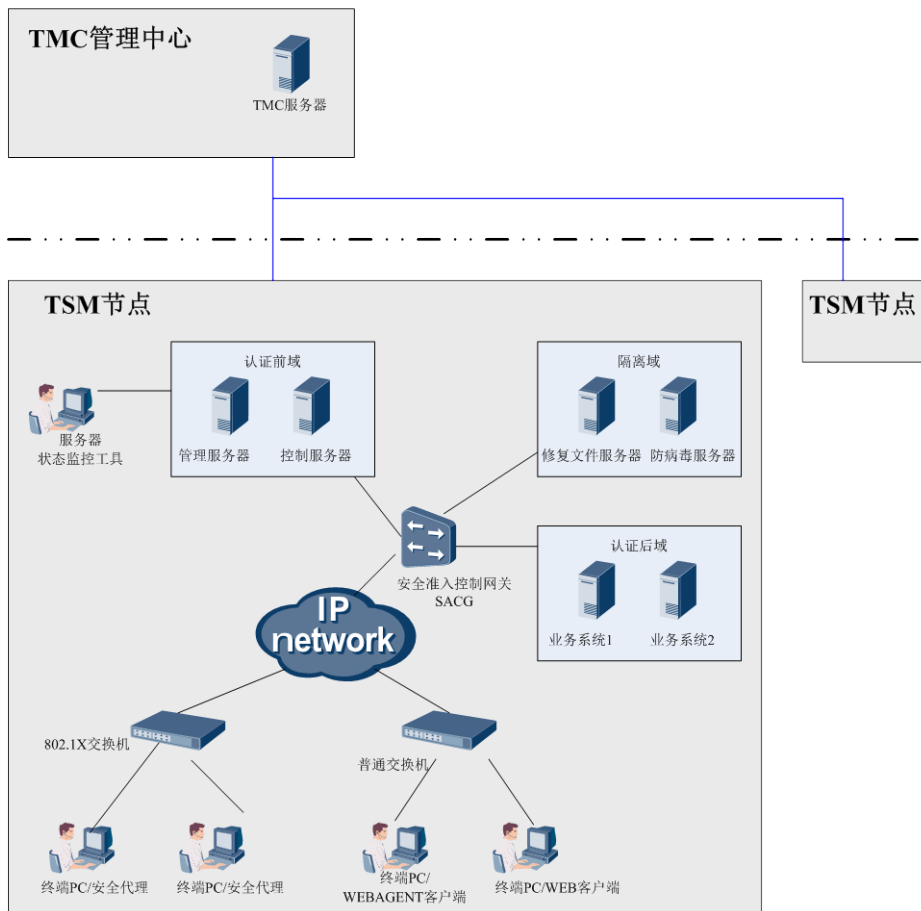 TMC管理中心
TMC服务器
TSM节点
TSM节点
认证前域
隔离域
服务器
状态监控工具
管理服务器
控制服务器
修复文件服务器
防病毒服务器
认证后域
安全准入控制网关
SACG
业务系统1
业务系统2
IP
network
802.1X交换机
普通交换机
终端PC/安全代理
终端PC/安全代理
终端PC/
WEBAGENT客户端
终端PC/WEB客户端